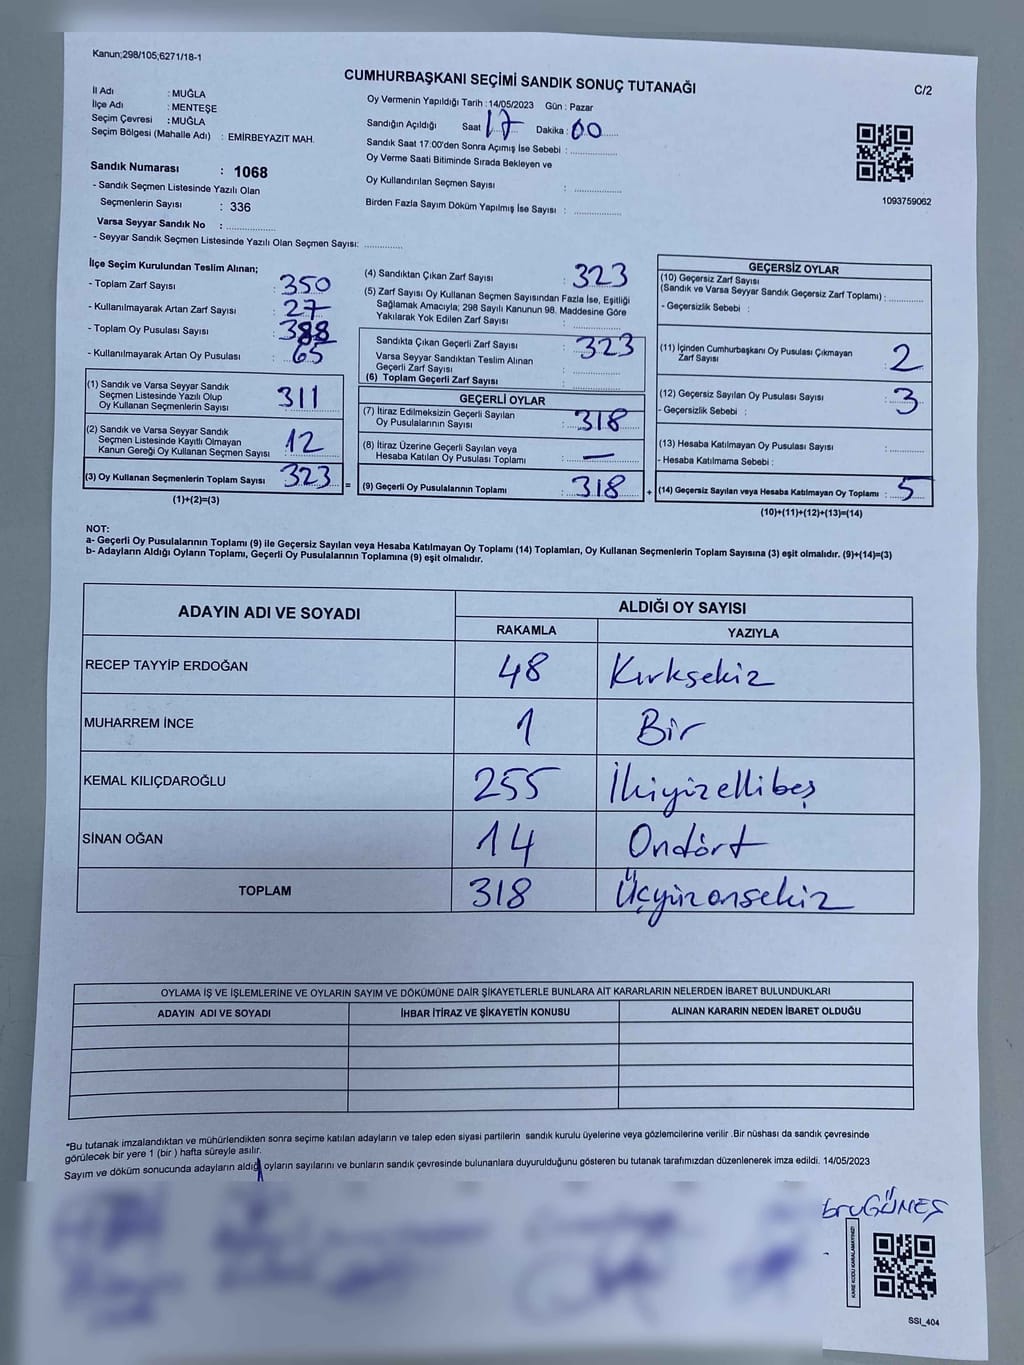 Kanun;298/105;6271/18-1
CUMHURBAŞKANI SEÇİMİ SANDIK SONUÇ TUTANAĞI
C/2
İl Adı : MUĞLA
İlçe Adı : MENTEŞE
Seçim Çevresi : MUĞLA
Seçim Bölgesi (Mahalle Adı) : EMİRBEYAZIT MAH.
Sandık Numarası : 1068
- Sandık Seçmen Listesinde Yazılı Olan
Seçmenlerin Sayısı : 336
Varsa Seyyar Sandık No :
- Seyyar Sandık Seçmen Listesinde Yazılı Olan Seçmen Sayısı:
Oy Vermenin Yapıldığı Tarih :14/05/2023 Gün : Pazar
Sandığın Açıldığı Saat 17 Dakika : 00
Sandık Saat 17:00'den Sonra Açımış İse Sebebi :
Oy Verme Saati Bitiminde Sırada Bekleyen ve
Oy Kullandırılan Seçmen Sayısı :
Birden Fazla Sayım Döküm Yapılmış İse Sayısı :
1093759062
İlçe Seçim Kurulundan Teslim Alınan;
- Toplam Zarf Sayısı : 350
- Kullanılmayarak Artan Zarf Sayısı : 27
- Toplam Oy Pusulası Sayısı : 388
- Kullanılmayarak Artan Oy Pusulası : 65
(1) Sandık ve Varsa Seyyar Sandık
Seçmen Listesinde Yazılı Olup
Oy Kullanan Seçmenlerin Sayısı : 311
(2) Sandık ve Varsa Seyyar Sandık
Seçmen Listesinde Kayıtlı Olmayan
Kanun Gereği Oy Kullanan Seçmen Sayısı : 12
(3) Oy Kullanan Seçmenlerin Toplam Sayısı : 323 =
(1)+(2)=(3)
(4) Sandıktan Çıkan Zarf Sayısı : 323
(5) Zarf Sayısı Oy Kullanan Seçmen Sayısından Fazla İse, Eşitliği
Sağlamak Amacıyla; 298 Sayılı Kanunun 98. Maddesine Göre
Yakılarak Yok Edilen Zarf Sayısı :
Sandıkta Çıkan Geçerli Zarf Sayısı : 323
Varsa Seyyar Sandıktan Teslim Alınan
Geçerli Zarf Sayısı :
(6) Toplam Geçerli Zarf Sayısı :
GEÇERLİ OYLAR
(7) İtiraz Edilmeksizin Geçerli Sayılan
Oy Pusulalarının Sayısı : 318
(8) İtiraz Üzerine Geçerli Sayılan veya
Hesaba Katılan Oy Pusulası Toplamı : —
(9) Geçerli Oy Pusulalarının Toplamı : 318 +
GEÇERSİZ OYLAR
(10) Geçersiz Zarf Sayısı
(Sandık ve Varsa Seyyar Sandık Geçersiz Zarf Toplamı) :
- Geçersizlik Sebebi :
(11) İçinden Cumhurbaşkanı Oy Pusulası Çıkmayan
Zarf Sayısı : 2
(12) Geçersiz Sayılan Oy Pusulası Sayısı : 3
- Geçersizlik Sebebi :
(13) Hesaba Katılmayan Oy Pusulası Sayısı :
- Hesaba Katılmama Sebebi :
(14) Geçersiz Sayılan veya Hesaba Katılmayan Oy Toplamı : 5
(10)+(11)+(12)+(13)=(14)
NOT:
a- Geçerli Oy Pusulalarının Toplamı (9) ile Geçersiz Sayılan veya Hesaba Katılmayan Oy Toplamı (14) Toplamları, Oy Kullanan Seçmenlerin Toplam Sayısına (3) eşit olmalıdır. (9)+(14)=(3)
b- Adayların Aldığı Oyların Toplamı, Geçerli Oy Pusulalarının Toplamına (9) eşit olmalıdır.
ADAYIN ADI VE SOYADI ALDIĞI OY SAYISI
RAKAMLA YAZIYLA
RECEP TAYYİP ERDOĞAN 48 Kırksekiz
MUHARREM İNCE 1 Bir
KEMAL KILIÇDAROĞLU 255 İkiyüzellibeş
SİNAN OĞAN 14 Ondört
TOPLAM 318 Üçyüzonsekiz
OYLAMA İŞ VE İŞLEMLERİNE VE OYLARIN SAYIM VE DÖKÜMÜNE DAİR ŞİKAYETLERLE BUNLARA AİT KARARLARIN NELERDEN İBARET BULUNDUKLARI
ADAYIN ADI VE SOYADI İHBAR İTİRAZ VE ŞİKAYETİN KONUSU ALINAN KARARIN NEDEN İBARET OLDUĞU
*Bu tutanak imzalandıktan ve mühürlendikten sonra seçime katılan adayların ve talep eden siyasi partilerin sandık kurulu üyelerine veya gözlemcilerine verilir .Bir nüshası da sandık çevresinde
görülecek bir yere 1 (bir ) hafta süreyle asılır.
Sayım ve döküm sonucunda adayların aldığı oyların sayılarını ve bunların sandık çevresinde bulunanlara duyurulduğunu gösteren bu tutanak tarafımızdan düzenlenerek imza edildi. 14/05/2023
GÜNEŞ
KARE KODU KARALAMAYINIZ!
SSI_404